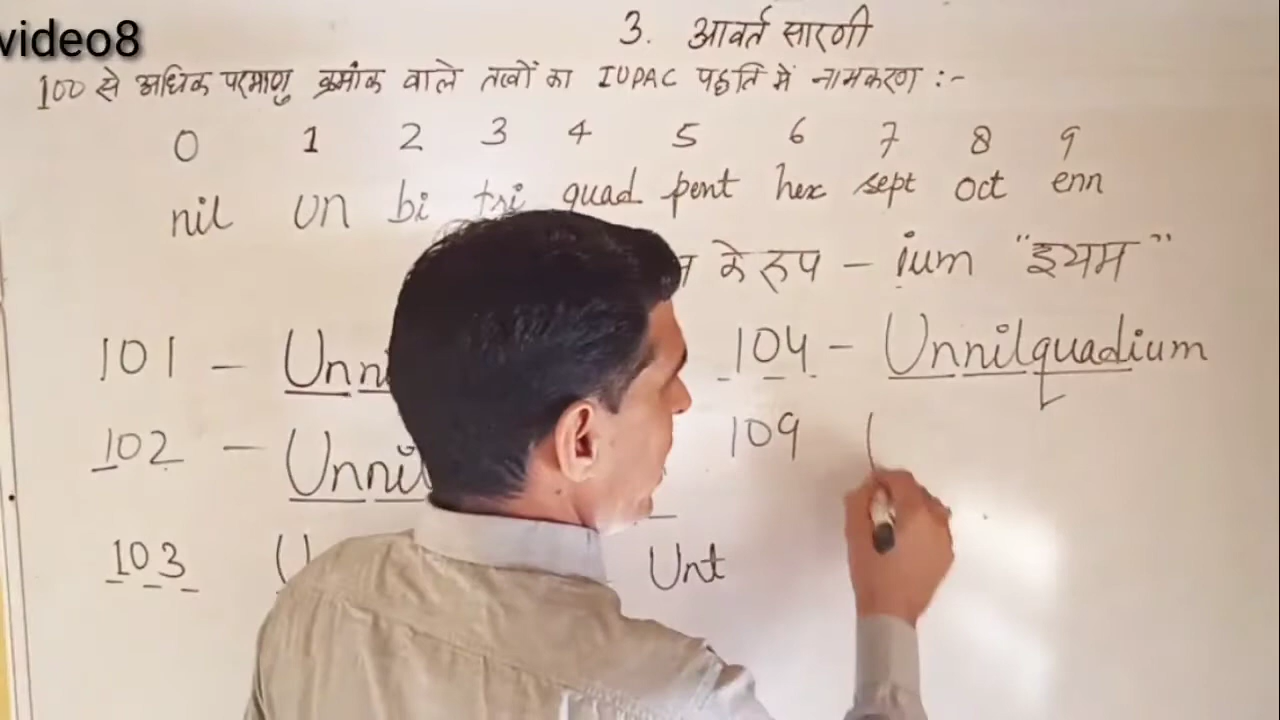 video8
3. आवर्त सारणी
100 से अधिक परमाणु क्रमांक वाले तत्वों का IUPAC पद्धति में नामकरण :-
0 1 2 3 4 5 6 7 8 9
nil un bi tri quad pent hex sept oct enn
के रूप - ium "इयम"
101 - Unn
104 - Unnilquadium
102 - Unnil
109
103 U
Unt